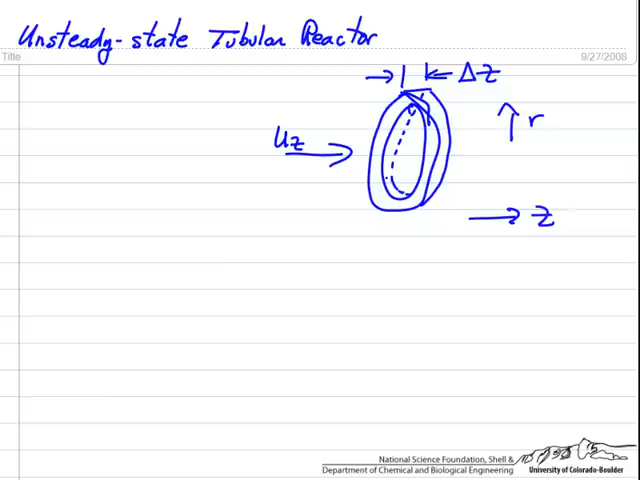 Unsteady-state Tubular Reactor
Title
9/27/2008
Δz
r
Uz
z
National Science Foundation, Shell &
Department of Chemical and Biological Engineering
University of Colorado-Boulder